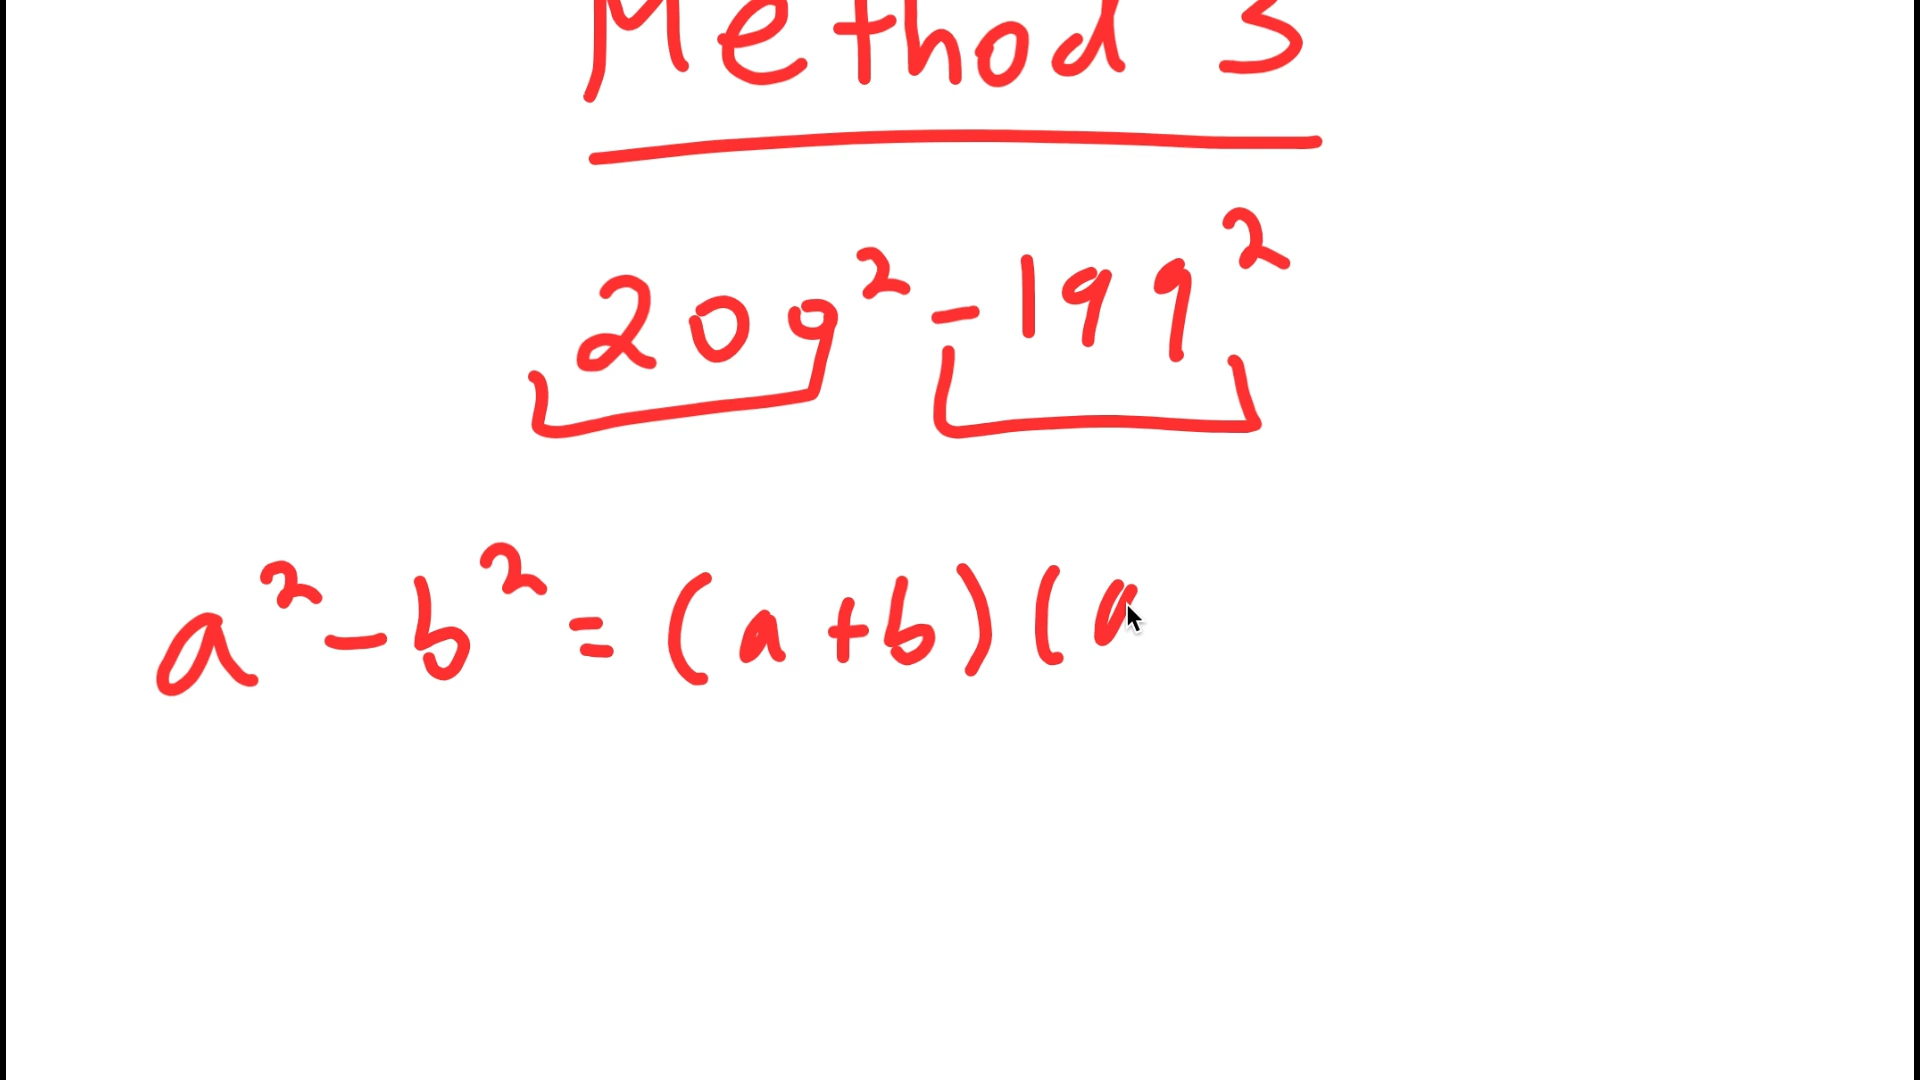 Method 3
209² - 199²
a² - b² = (a + b) (a